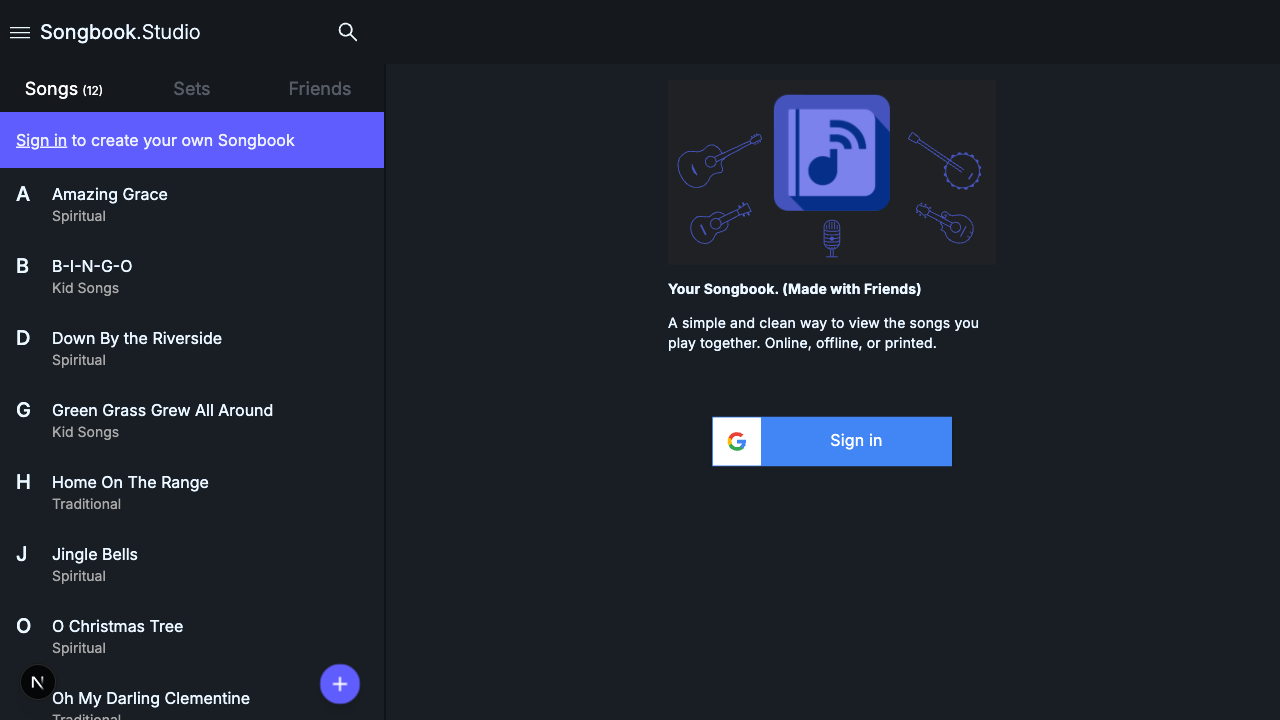 Songbook.Studio
Songs (12)
Sets
Friends
Sign in to create your own Songbook
A
Amazing Grace
Spiritual
B
B-I-N-G-O
Kid Songs
D
Down By the Riverside
Spiritual
G
Green Grass Grew All Around
Kid Songs
H
Home On The Range
Traditional
J
Jingle Bells
Spiritual
O
O Christmas Tree
Spiritual
N
Oh My Darling Clementine
Traditional
+
Your Songbook. (Made with Friends)
A simple and clean way to view the songs you
play together. Online, offline, or printed.
G
Sign in